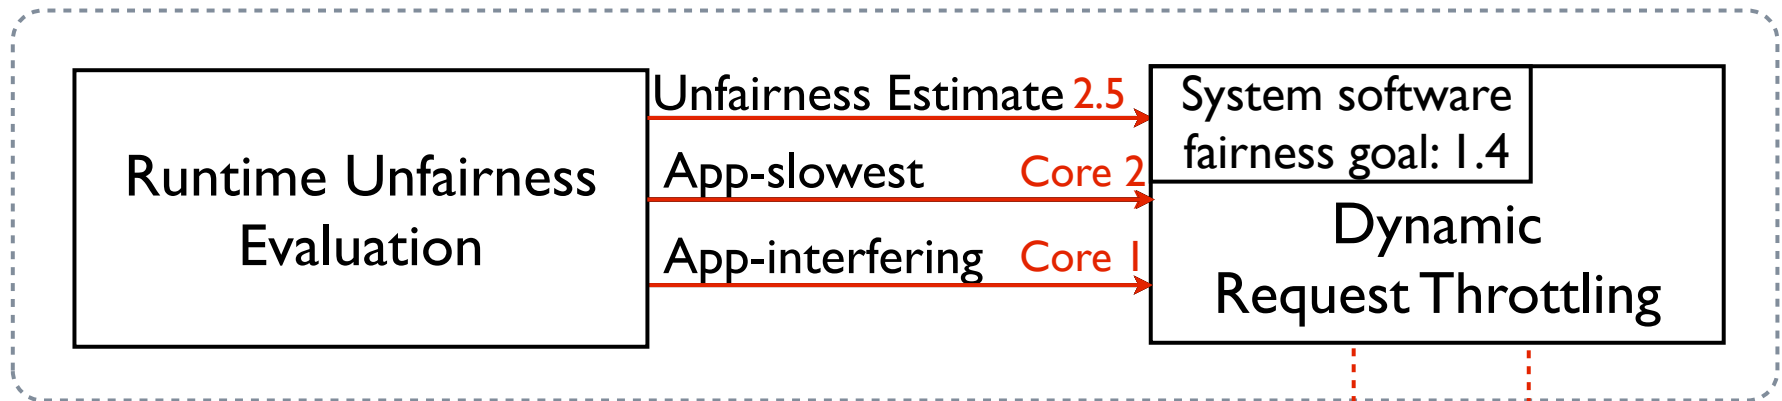 Runtime Unfairness
Evaluation
Unfairness Estimate 2.5
App-slowest Core 2
App-interfering Core 1
System software
fairness goal: 1.4
Dynamic
Request Throttling